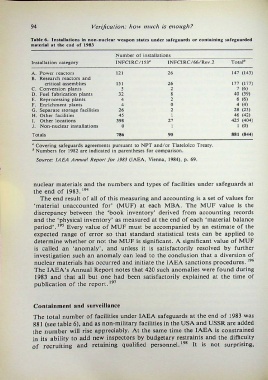 94 Verification: how much is enough?
Table 6. Installations in non-nuclear weapon states under safeguards or containing safeguarded
material at the end of 1983
Number of installations
Installation category INFCIRC/153ᵃ INFCIRC/66/Rev.2 Totalᵇ
A. Power reactors 121 26 147 (143)
B. Research reactors and
critical assemblies 151 26 177 (177)
C. Conversion plants 5 2 7 (6)
D. Fuel fabrication plants 32 8 40 (39)
E. Reprocessing plants 4 2 6 (6)
F. Enrichment plants 4 0 4 (4)
G. Separate storage facilities 26 2 28 (23)
H. Other facilities 45 1 46 (42)
I. Other locations 398 27 425 (404)
J. Non-nuclear installations 1 (0)
Totals 786 881 (844)
ᵃ Covering safeguards agreements pursuant to NPT and/or Tlatelolco Treaty.
ᵇ Numbers for 1982 are indicated in parentheses for comparison.
Source: IAEA Annual Report for 1983 (IAEA, Vienna, 1984), p. 69.
nuclear materials and the numbers and types of facilities under safeguards at
the end of 1983.
The end result of all of this measuring and accounting is a set of values for
'material unaccounted for' (MUF) at each MBA. The MUF value is the
discrepancy between the 'book inventory' derived from accounting records
and the 'physical inventory' as measured at the end of each 'material balance
period'. Every value of MUF must be accompanied by an estimate of the
expected range of error so that standard statistical tests can be applied to
determine whether or not the MUF is significant. A significant value of MUF
is called an 'anomaly', and unless it is satisfactorily resolved by further
investigation such an anomaly can lead to the conclusion that a diversion of
nuclear materials has occurred and initiate the IAEA sanctions procedures.
The IAEA's Annual Report notes that 420 such anomalies were found during
1983 and that all but one had been satisfactorily explained at the time of
publication of the report.
Containment and surveillance
The total number of facilities under IAEA safeguards at the end of 1983 was
881 (see table 6), and as non-military facilities in the USA and USSR are added
the number will rise appreciably. At the same time the IAEA is constrained
in its ability to add new inspectors by budgetary restraints and the difficulty
of recruiting and retaining qualified personnel. It is not surprising,